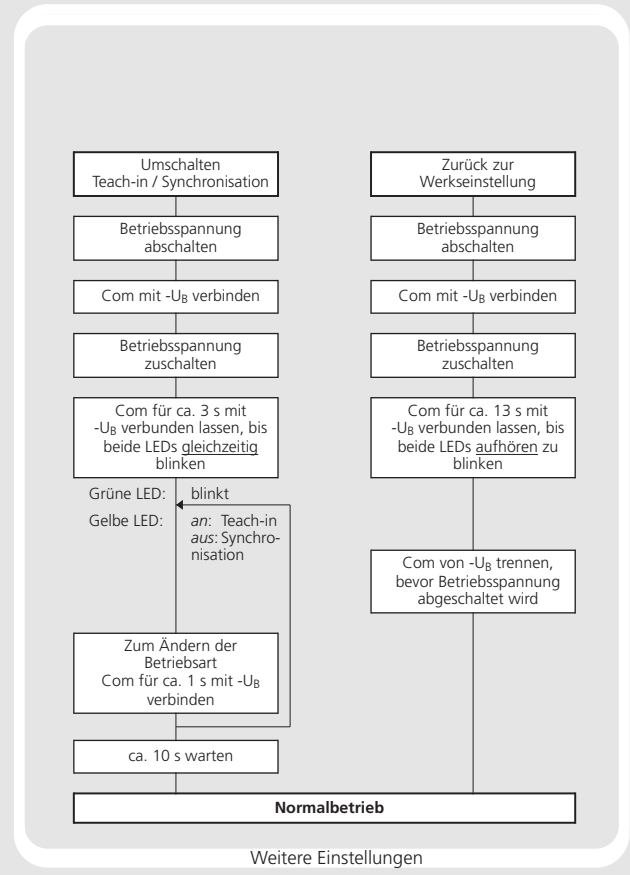 Umschalten
Teach-in / Synchronisation
Betriebsspannung
abschalten
Com mit -UB verbinden
Betriebsspannung
zuschalten
Com für ca. 3 s mit
-UB verbunden lassen, bis
beide LEDs gleichzeitig
blinken
Grüne LED: blinkt
Gelbe LED: an: Teach-in
aus: Synchro-
nisation
Zum Ändern der
Betriebsart
Com für ca. 1 s mit -UB
verbinden
ca. 10 s warten
Zurück zur
Werkseinstellung
Betriebsspannung
abschalten
Com mit -UB verbinden
Betriebsspannung
zuschalten
Com für ca. 13 s mit
-UB verbunden lassen, bis
beide LEDs aufhören zu
blinken
Com von -UB trennen,
bevor Betriebsspannung
abgeschaltet wird
Normalbetrieb
Weitere Einstellungen